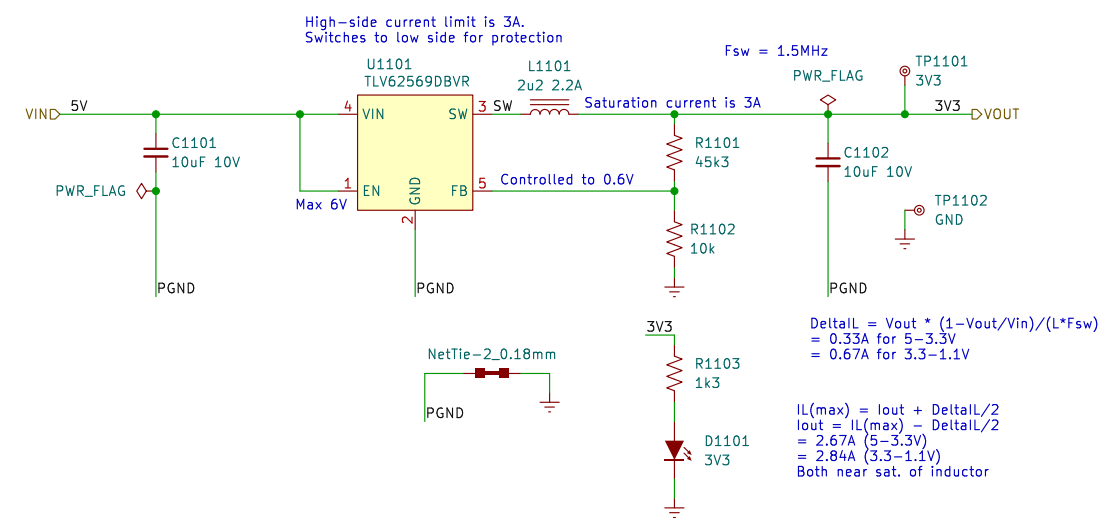 High-side current limit is 3A.
Switches to low side for protection
Fsw = 1.5MHz
U1101
TLV62569DBVR
L1101
2u2 2.2A
PWR_FLAG
TP1101
3V3
VIN
5V
4
VIN
SW
3
SW
Saturation current is 3A
3V3
VOUT
C1101
10uF 10V
R1101
45k3
C1102
10uF 10V
PWR_FLAG
1
EN
GND
FB
5
Controlled to 0.6V
Max 6V
2
TP1102
GND
R1102
10k
PGND
PGND
PGND
3V3
DeltaIL = Vout * (1-Vout/Vin)/(L*Fsw)
= 0.33A for 5-3.3V
= 0.67A for 3.3-1.1V
NetTie-2_0.18mm
R1103
1k3
PGND
IL(max) = Iout + DeltaIL/2
Iout = IL(max) - DeltaIL/2
= 2.67A (5-3.3V)
= 2.84A (3.3-1.1V)
Both near sat. of inductor
D1101
3V3